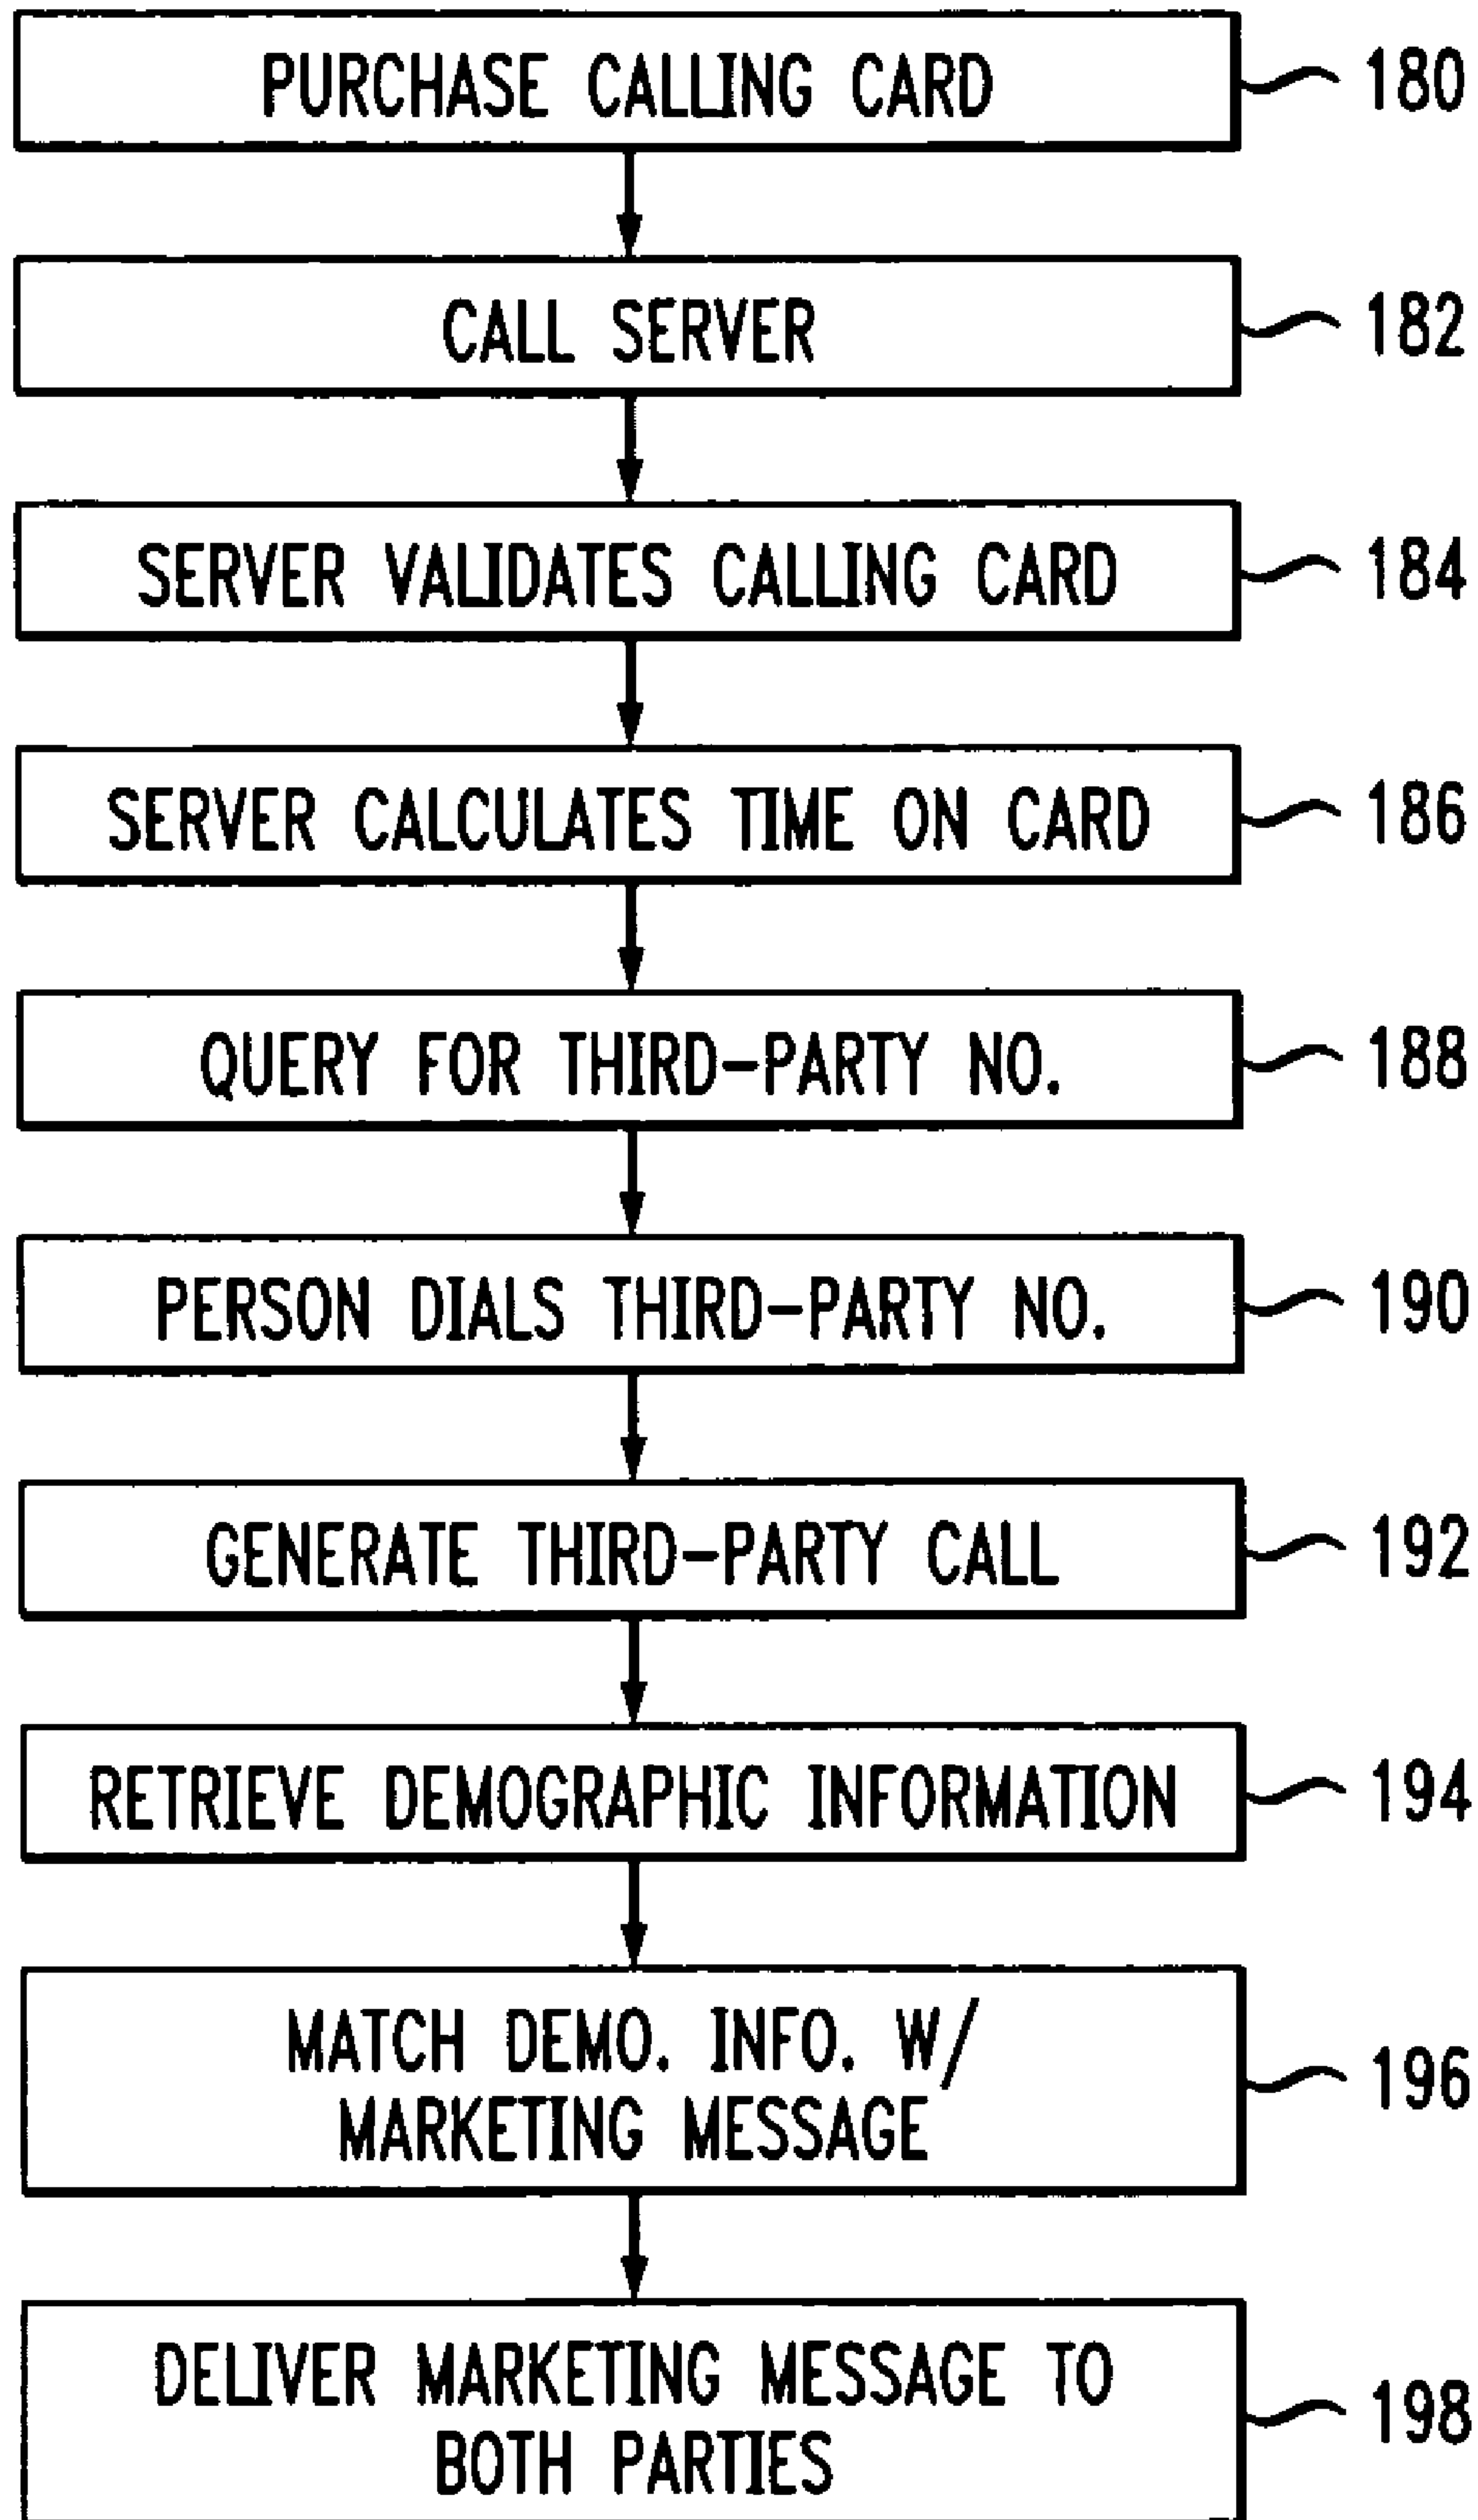 PURCHASE CALLING CARD 180
CALL SERVER 182
SERVER VALIDATES CALLING CARD 184
SERVER CALCULATES TIME ON CARD 186
QUERY FOR THIRD-PARTY NO. 188
PERSON DIALS THIRD-PARTY NO. 190
GENERATE THIRD-PARTY CALL 192
RETRIEVE DEMOGRAPHIC INFORMATION 194
MATCH DEMO. INFO. W/
MARKETING MESSAGE 196
DELIVER MARKETING MESSAGE TO
BOTH PARTIES 198